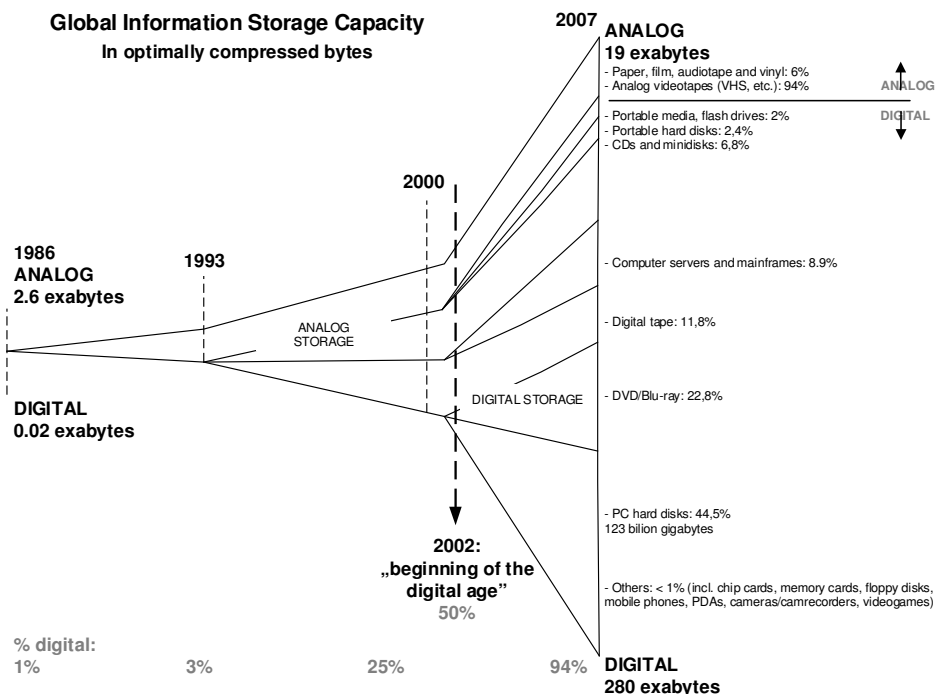 Global Information Storage Capacity
In optimally compressed bytes
2007
ANALOG
19 exabytes
- Paper, film, audiotape and vinyl: 6%
- Analog videotapes (VHS, etc.): 94%
ANALOG
DIGITAL
- Portable media, flash drives: 2%
- Portable hard disks: 2,4%
- CDs and minidisks: 6,8%
2000
1986
ANALOG
2.6 exabytes
1993
- Computer servers and mainframes: 8.9%
ANALOG
STORAGE
- Digital tape: 11,8%
DIGITAL
0.02 exabytes
DIGITAL STORAGE
- DVD/Blu-ray: 22,8%
- PC hard disks: 44,5%
123 bilion gigabytes
2002:
„beginning of the
digital age”
50%
- Others: < 1% (incl. chip cards, memory cards, floppy disks,
mobile phones, PDAs, cameras/camrecorders, videogames)
% digital:
1%
3%
25%
94%
DIGITAL
280 exabytes